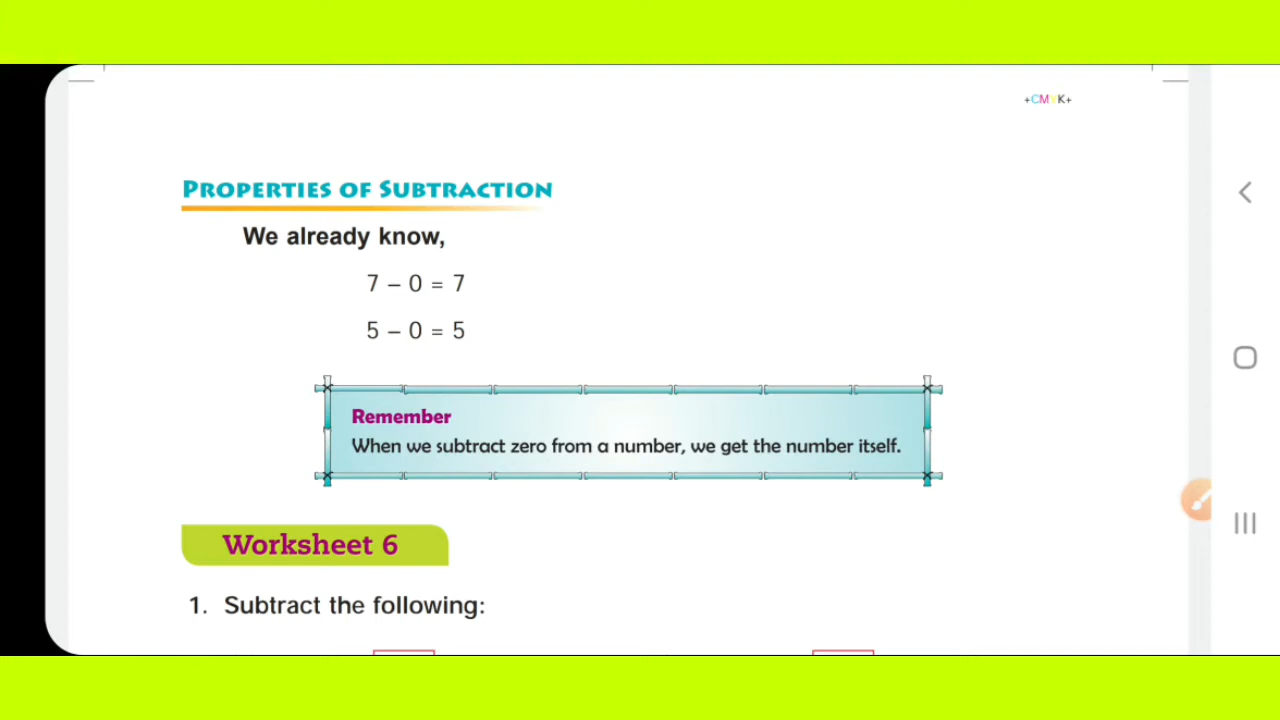 +CMYK+
PROPERTIES OF SUBTRACTION
We already know,
7 – 0 = 7
5 – 0 = 5
Remember
When we subtract zero from a number, we get the number itself.
Worksheet 6
1. Subtract the following: